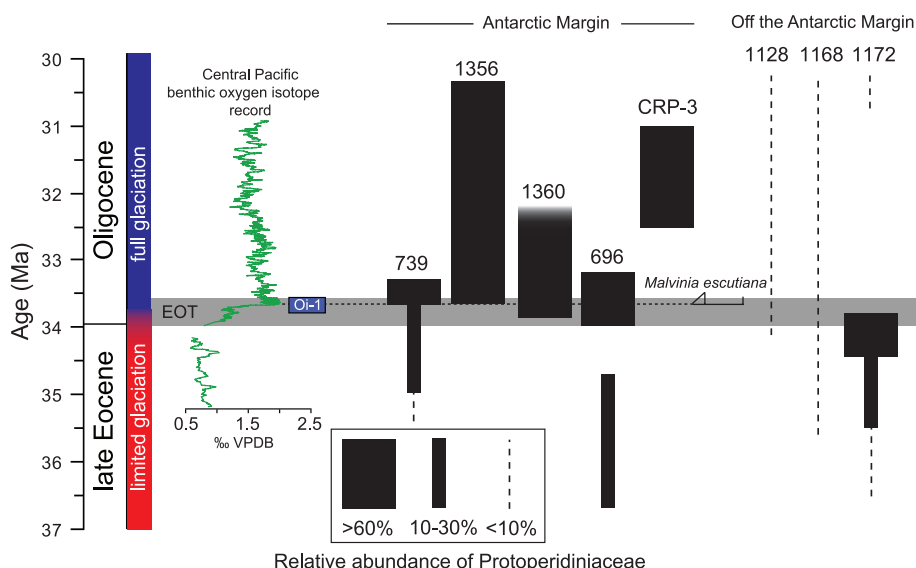 Antarctic Margin
Off the Antarctic Margin
1128 1168 1172
30
31
32
33
34
35
36
37
Age (Ma)
Oligocene
late Eocene
full glaciation
limited glaciation
Central Pacific
benthic oxygen isotope
record
1356
CRP-3
1360
739
696
Malvinia escutiana
EOT
Oi-1
0.5 1.5 2.5
‰ VPDB
>60% 10-30% <10%
Relative abundance of Protoperidiniaceae